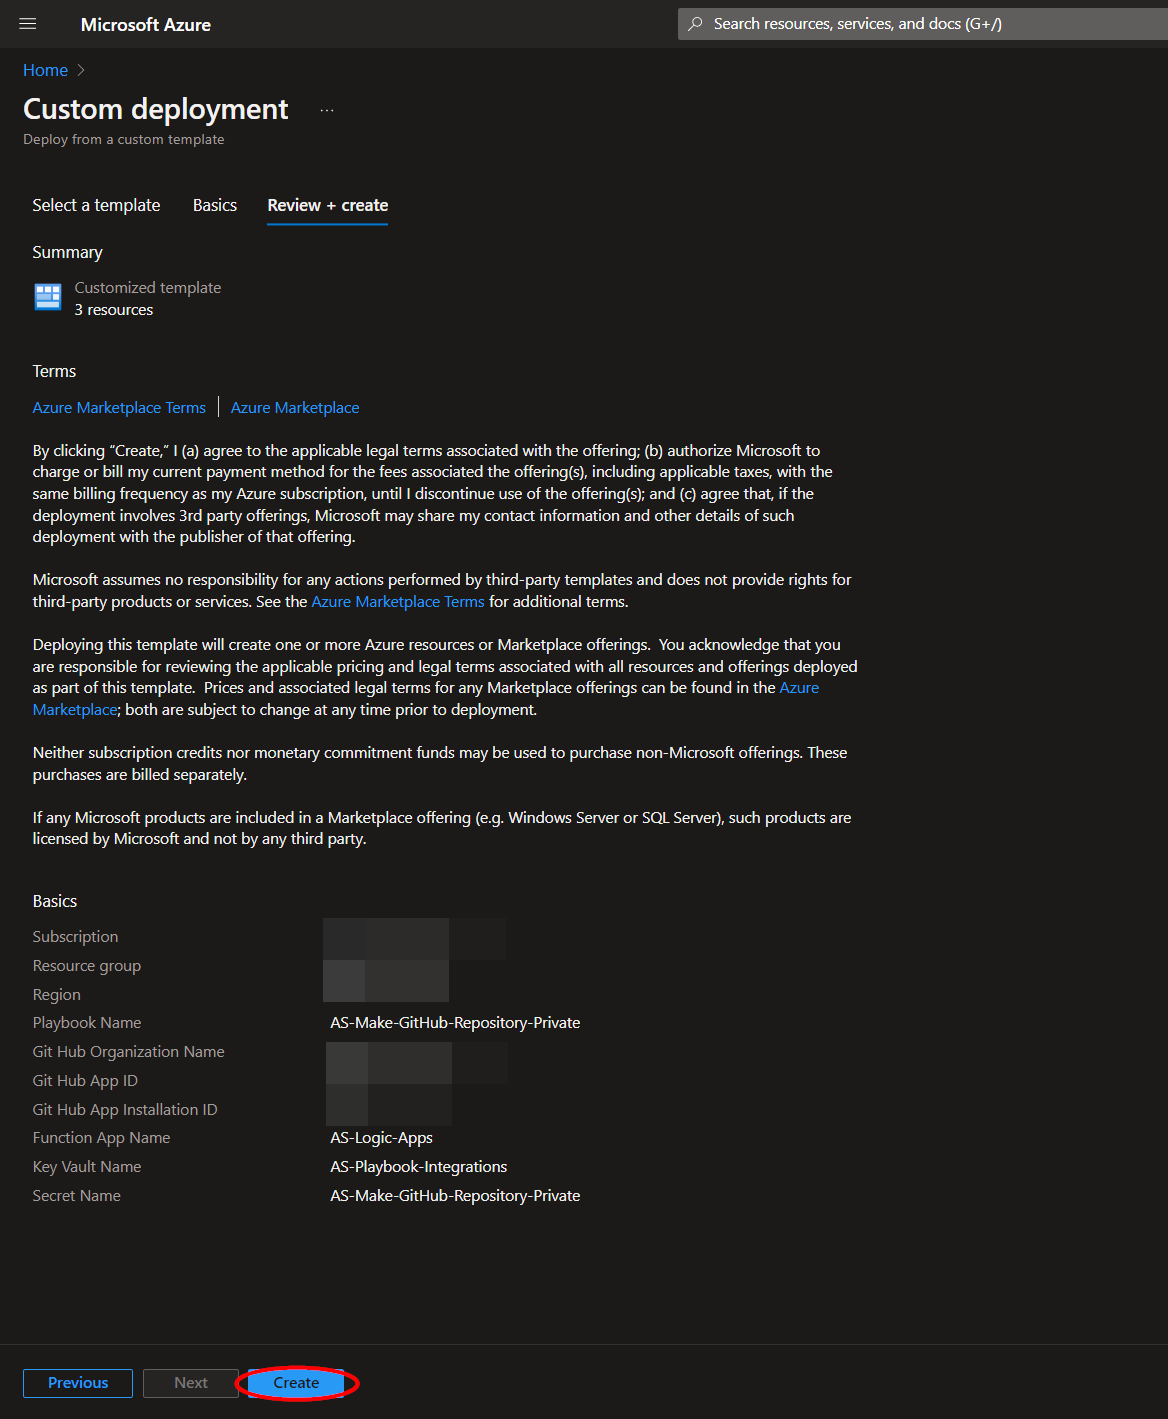 Microsoft Azure
Search resources, services, and docs (G+/)
Home
Custom deployment ...
Deploy from a custom template
Select a template Basics Review + create
Summary
Customized template
3 resources
Terms
Azure Marketplace Terms Azure Marketplace
By clicking “Create,” I (a) agree to the applicable legal terms associated with the offering; (b) authorize Microsoft to
charge or bill my current payment method for the fees associated the offering(s), including applicable taxes, with the
same billing frequency as my Azure subscription, until I discontinue use of the offering(s); and (c) agree that, if the
deployment involves 3rd party offerings, Microsoft may share my contact information and other details of such
deployment with the publisher of that offering.
Microsoft assumes no responsibility for any actions performed by third-party templates and does not provide rights for
third-party products or services. See the Azure Marketplace Terms for additional terms.
Deploying this template will create one or more Azure resources or Marketplace offerings.  You acknowledge that you
are responsible for reviewing the applicable pricing and legal terms associated with all resources and offerings deployed
as part of this template.  Prices and associated legal terms for any Marketplace offerings can be found in the Azure
Marketplace; both are subject to change at any time prior to deployment.
Neither subscription credits nor monetary commitment funds may be used to purchase non-Microsoft offerings. These
purchases are billed separately.
If any Microsoft products are included in a Marketplace offering (e.g. Windows Server or SQL Server), such products are
licensed by Microsoft and not by any third party.
Basics
Subscription
Resource group
Region
Playbook Name AS-Make-GitHub-Repository-Private
Git Hub Organization Name
Git Hub App ID
Git Hub App Installation ID
Function App Name AS-Logic-Apps
Key Vault Name AS-Playbook-Integrations
Secret Name AS-Make-GitHub-Repository-Private
Previous Next Create